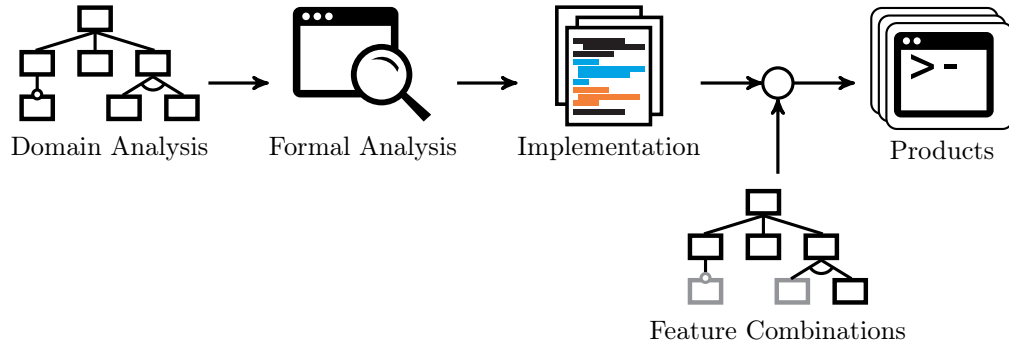 Domain Analysis
Formal Analysis
Implementation
>-
Products
Feature Combinations